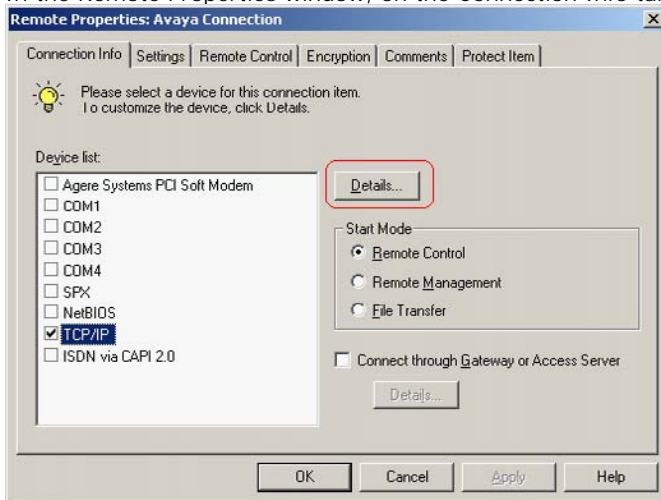 Remote Properties: Avaya Connection
Connection Info Settings Remote Control Encryption Comments Protect Item
Please select a device for this connection item.
To customize the device, click Details.
Device list:
Agere Systems PCI Soft Modem
COM1
COM2
COM3
COM4
SPX
NetBIOS
TCP/IP
ISDN via CAPI 2.0
Details...
Start Mode
Remote Control
Remote Management
File Transfer
Connect through Gateway or Access Server
Details...
OK Cancel Apply Help